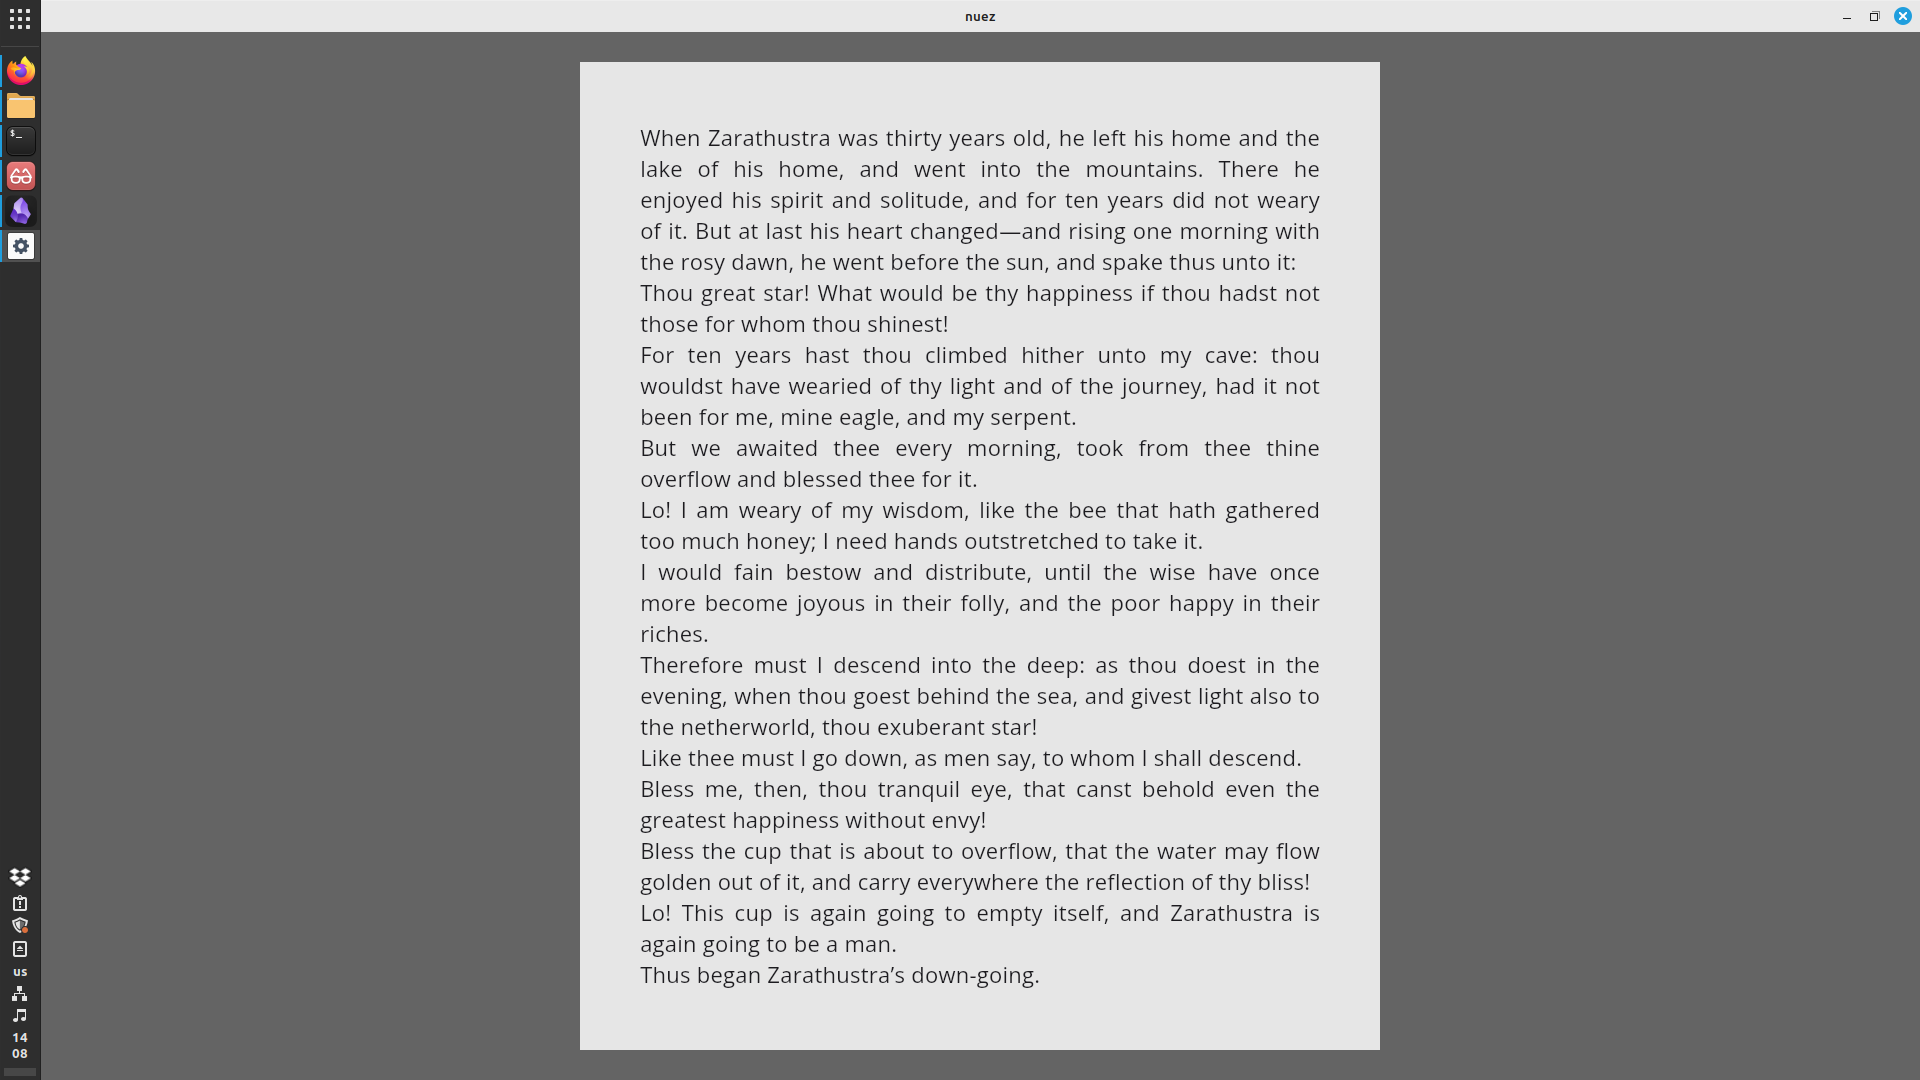 nuez
$_
When Zarathustra was thirty years old, he left his home and the
lake of his home, and went into the mountains. There he
enjoyed his spirit and solitude, and for ten years did not weary
of it. But at last his heart changed—and rising one morning with
the rosy dawn, he went before the sun, and spake thus unto it:
Thou great star! What would be thy happiness if thou hadst not
those for whom thou shinest!
For ten years hast thou climbed hither unto my cave: thou
wouldst have wearied of thy light and of the journey, had it not
been for me, mine eagle, and my serpent.
But we awaited thee every morning, took from thee thine
overflow and blessed thee for it.
Lo! I am weary of my wisdom, like the bee that hath gathered
too much honey; I need hands outstretched to take it.
I would fain bestow and distribute, until the wise have once
more become joyous in their folly, and the poor happy in their
riches.
Therefore must I descend into the deep: as thou doest in the
evening, when thou goest behind the sea, and givest light also to
the netherworld, thou exuberant star!
Like thee must I go down, as men say, to whom I shall descend.
Bless me, then, thou tranquil eye, that canst behold even the
greatest happiness without envy!
Bless the cup that is about to overflow, that the water may flow
golden out of it, and carry everywhere the reflection of thy bliss!
Lo! This cup is again going to empty itself, and Zarathustra is
again going to be a man.
Thus began Zarathustra’s down-going.
us
14
08